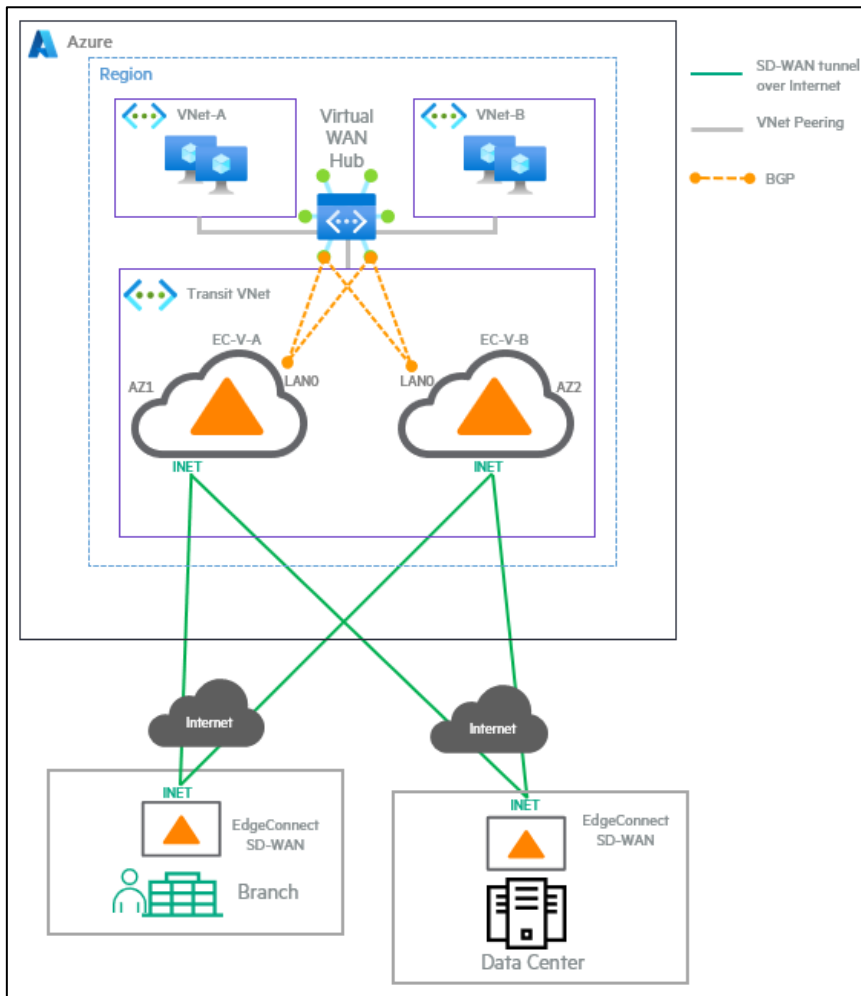 Azure
Region
SD-WAN tunnel
over Internet
VNet Peering
BGP
VNet-A
Virtual
WAN
Hub
VNet-B
Transit VNet
EC-V-A
EC-V-B
AZ1
LAN0
LAN0
AZ2
INET
INET
Internet
Internet
INET
INET
EdgeConnect
SD-WAN
EdgeConnect
SD-WAN
Branch
Data Center